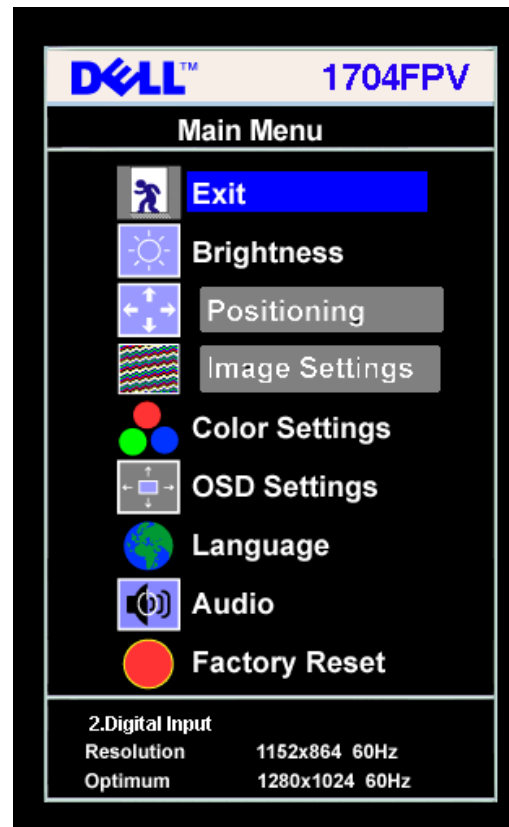 DELL™ 1704FPV
Main Menu
Exit
Brightness
Positioning
Image Settings
Color Settings
OSD Settings
Language
Audio
Factory Reset
2.Digital Input
Resolution 1152x864 60Hz
Optimum 1280x1024 60Hz